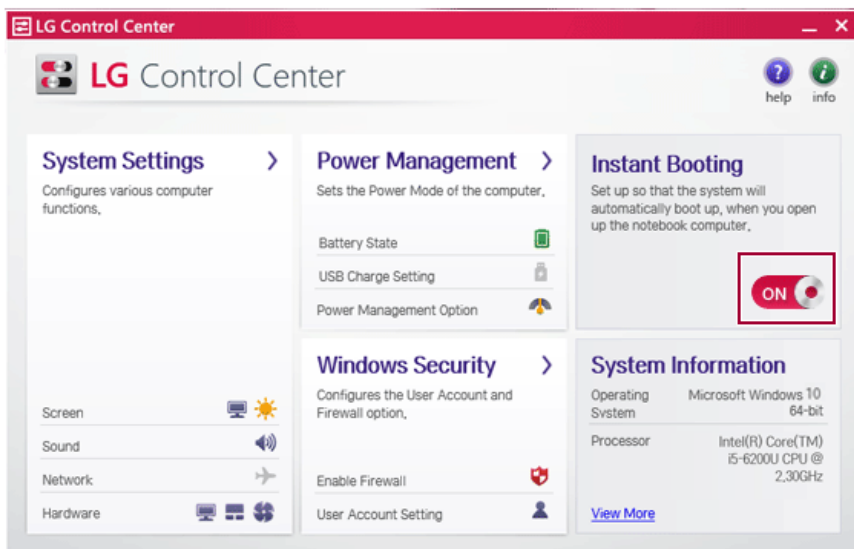 LG Control Center
LG Control Center
help
info
System Settings
Configures various computer
functions.
Screen
Sound
Network
Hardware
Power Management
Sets the Power Mode of the computer.
Battery State
USB Charge Setting
Power Management Option
Instant Booting
Set up so that the system will
automatically boot up, when you open
up the notebook computer.
ON
Windows Security
Configures the User Account and
Firewall option.
Enable Firewall
User Account Setting
System Information
Operating System
Microsoft Windows 10
64-bit
Processor
Intel(R) Core(TM)
i5-6200U CPU @
2.30GHz
View More